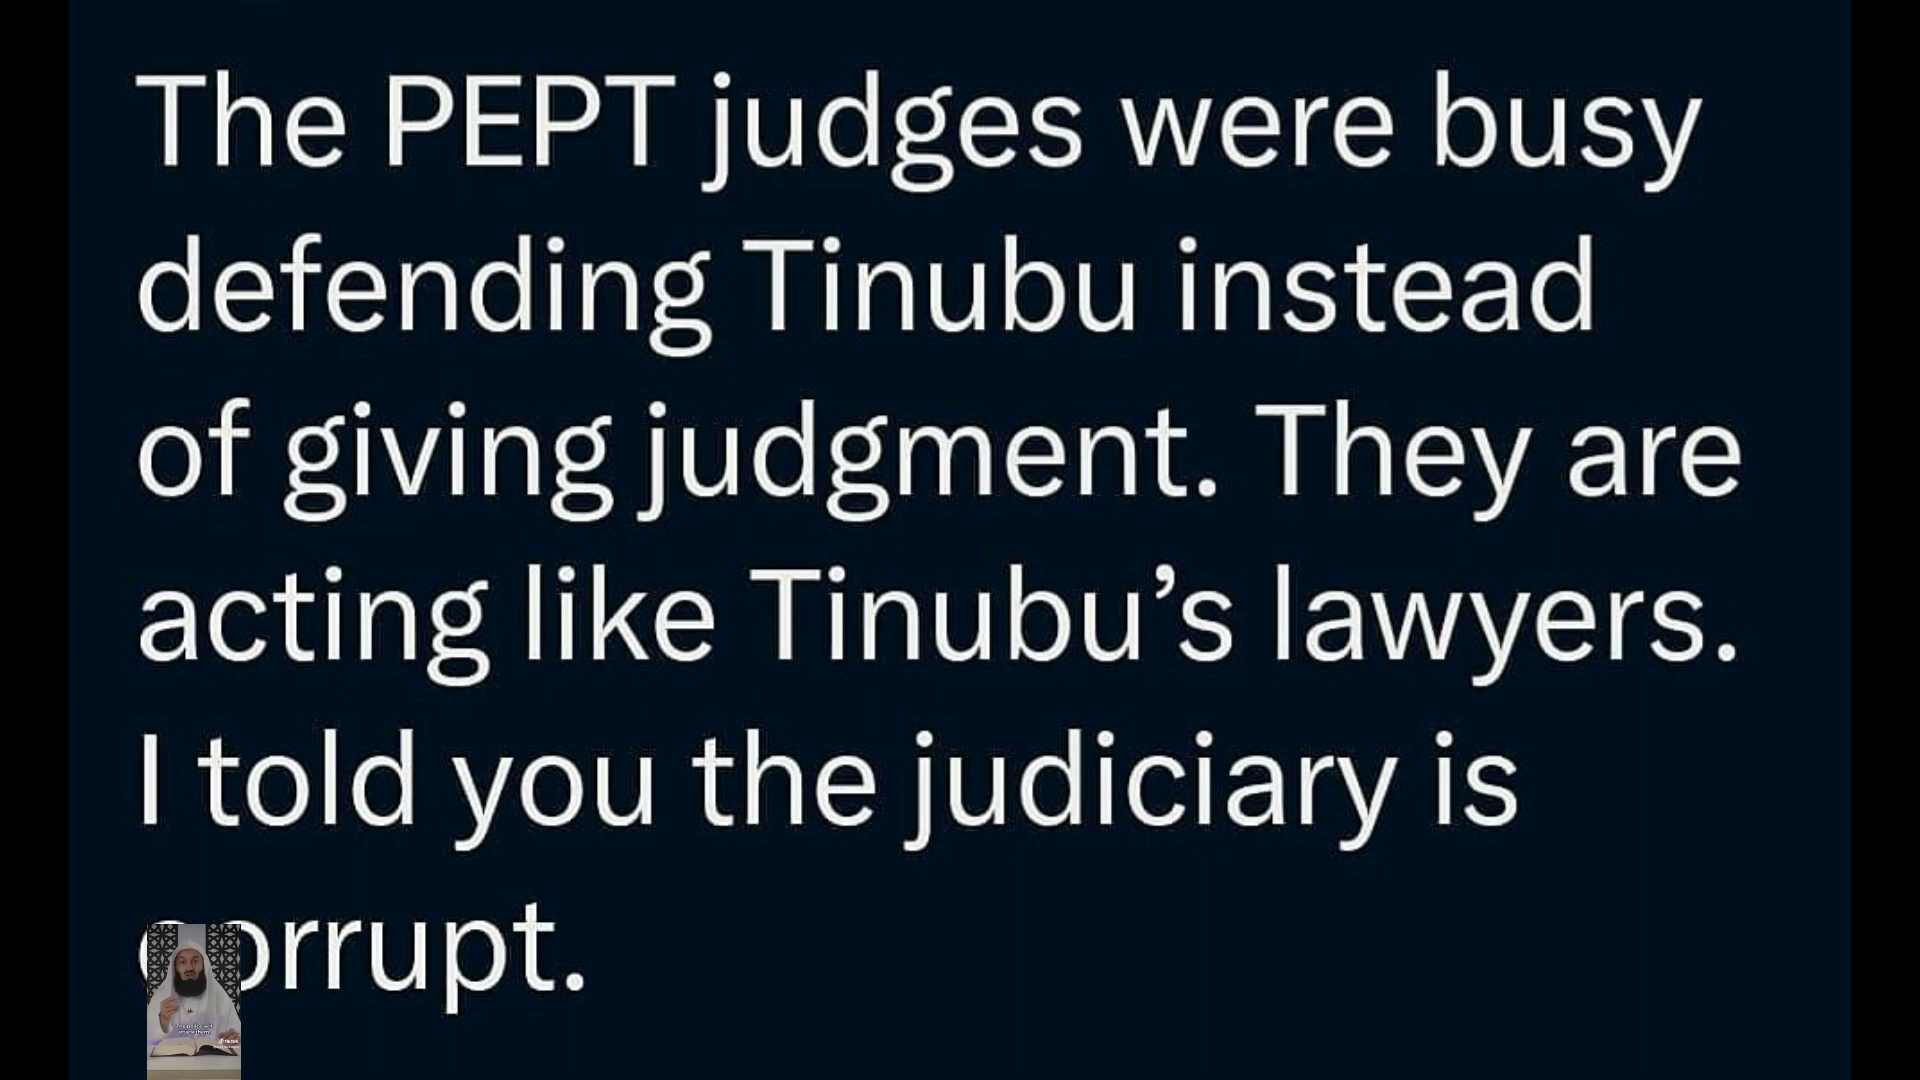 The PEPT judges were busy
defending Tinubu instead
of giving judgment. They are
acting like Tinubu’s lawyers.
I told you the judiciary is
corrupt.